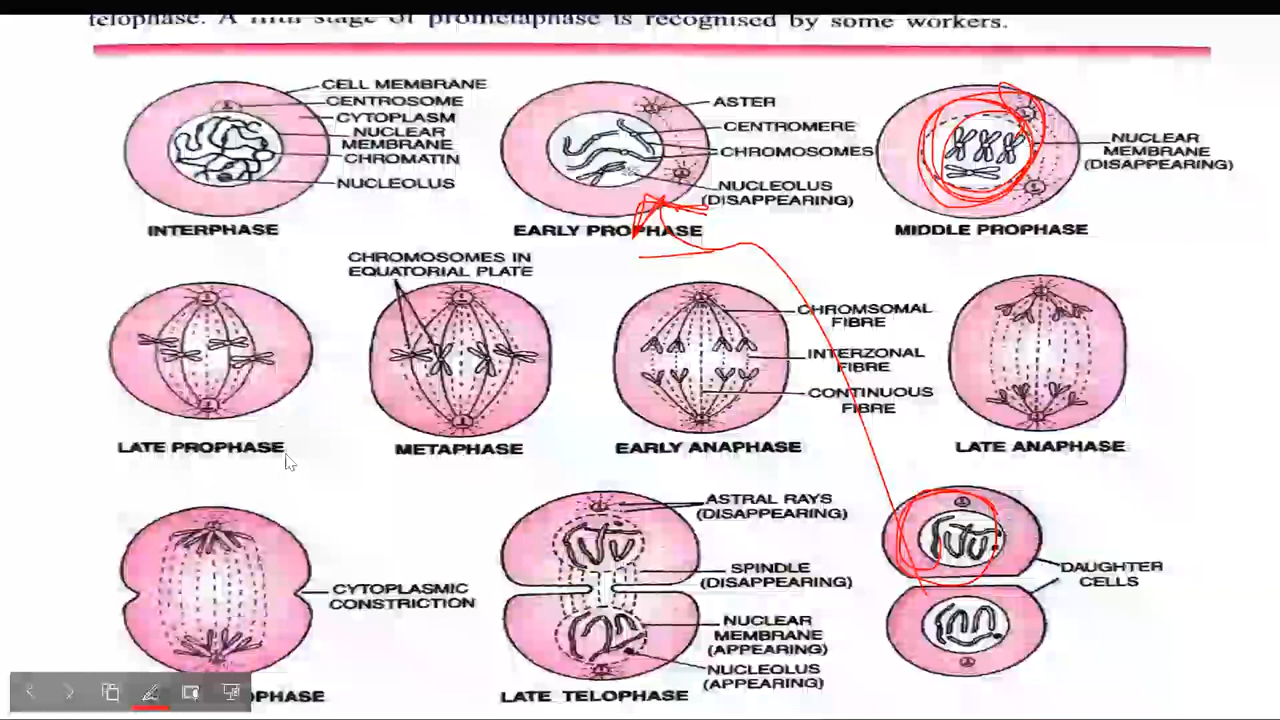 telophase. A fifth stage of prometaphase is recognised by some workers.
CELL MEMBRANE
CENTROSOME
CYTOPLASM
NUCLEAR
MEMBRANE
CHROMATIN
NUCLEOLUS
INTERPHASE
ASTER
CENTROMERE
CHROMOSOMES
NUCLEOLUS
(DISAPPEARING)
EARLY PROPHASE
NUCLEAR
MEMBRANE
(DISAPPEARING)
MIDDLE PROPHASE
LATE PROPHASE
CHROMOSOMES IN
EQUATORIAL PLATE
METAPHASE
CHROMSOMAL
FIBRE
INTERZONAL
FIBRE
CONTINUOUS
FIBRE
EARLY ANAPHASE
LATE ANAPHASE
CYTOPLASMIC
CONSTRICTION
OPHASE
ASTRAL RAYS
(DISAPPEARING)
SPINDLE
(DISAPPEARING)
NUCLEAR
MEMBRANE
(APPEARING)
NUCLEOLUS
(APPEARING)
LATE TELOPHASE
DAUGHTER
CELLS